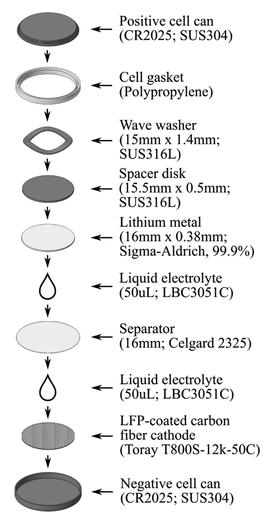 Positive cell can
(CR2025; SUS304)
Cell gasket
(Polypropylene)
Wave washer
(15mm x 1.4mm;
SUS316L)
Spacer disk
(15.5mm x 0.5mm;
SUS316L)
Lithium metal
(16mm x 0.38mm;
Sigma-Aldrich, 99.9%)
Liquid electrolyte
(50uL; LBC3051C)
Separator
(16mm; Celgard 2325)
Liquid electrolyte
(50uL; LBC3051C)
LFP-coated carbon
fiber cathode
(Toray T800S-12k-50C)
Negative cell can
(CR2025; SUS304)